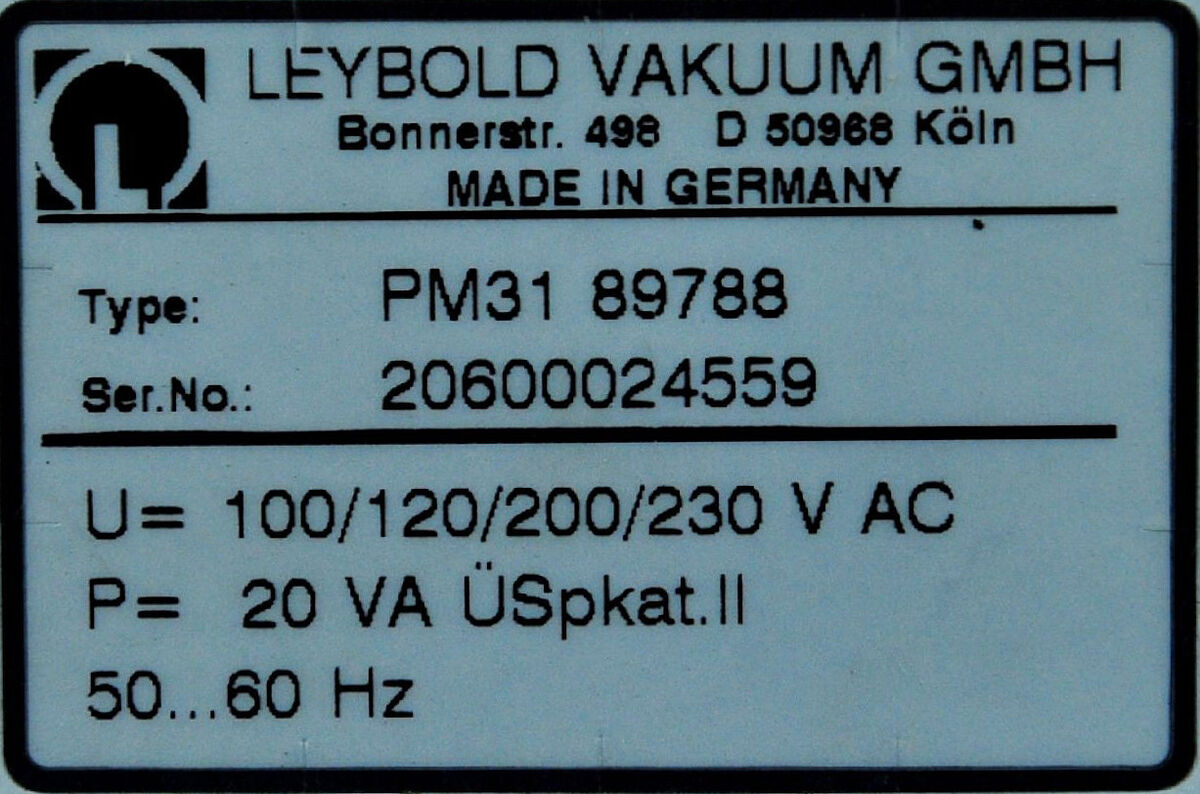 LEYBOLD VAKUUM GMBH
Bonnerstr. 498 D 50968 Köln
MADE IN GERMANY
Type: PM31 89788
Ser.No.: 20600024559
U= 100/120/200/230 V AC
P= 20 VA ÜSpkat.II
50...60 Hz